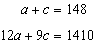 a + c = 148
12a + 9c = 1410